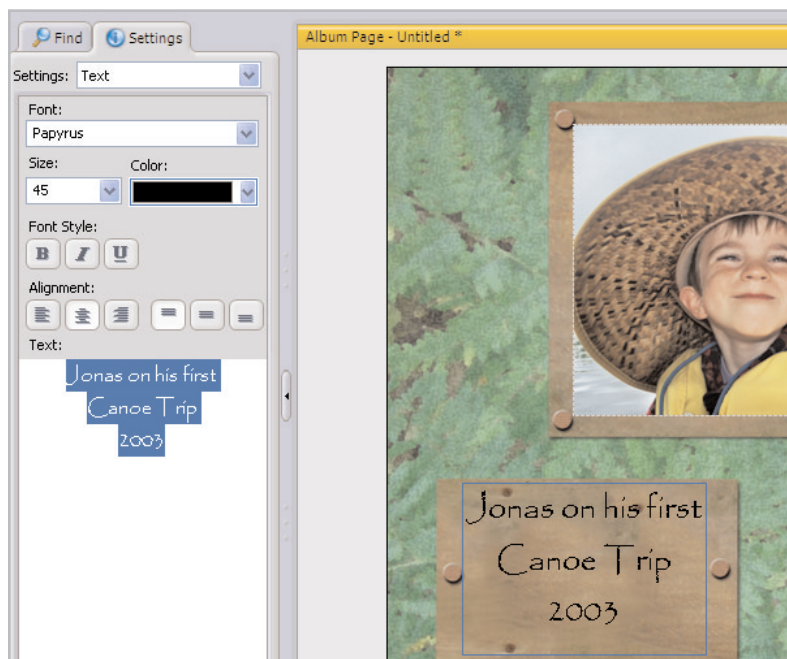 Find
Settings
Album Page - Untitled *
Settings: Text
Font:
Papyrus
Size: Color:
45
Font Style:
B I U
Alignment:
Text:
Jonas on his first
Canoe Trip
2003
Jonas on his first
Canoe Trip
2003